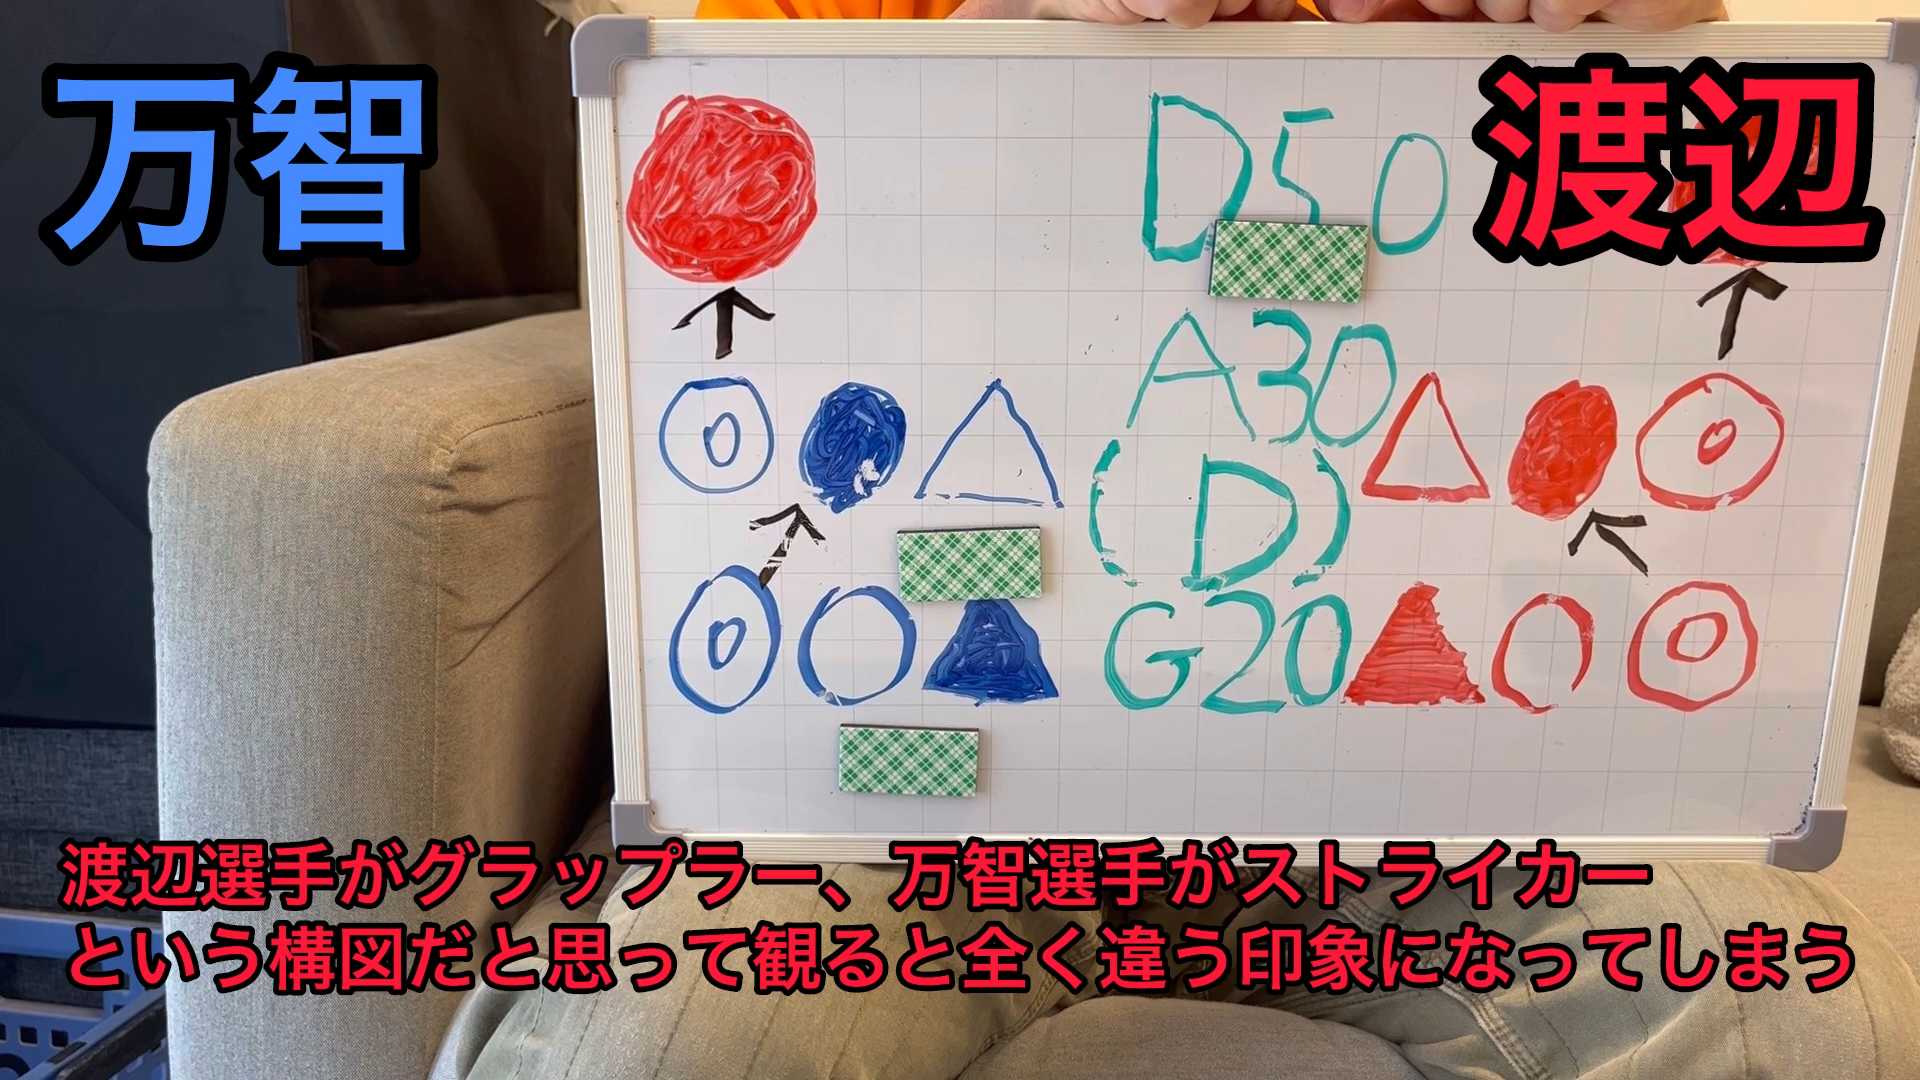 万智
渡辺
D50
A30
(D)
G20
渡辺選手がグラップラー、万智選手がストライカー
という構図だと思って観ると全く違う印象になってしまう